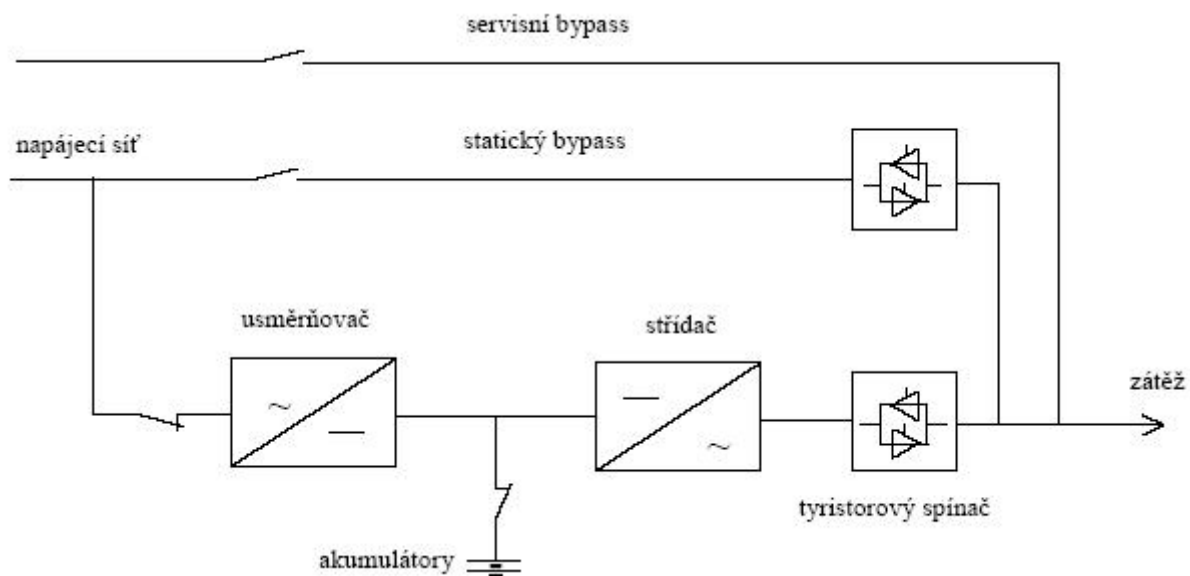 servisní bypass
napájecí síť
statický bypass
usměrňovač
střídač
zátěž
tyristorový spínač
akumulátory